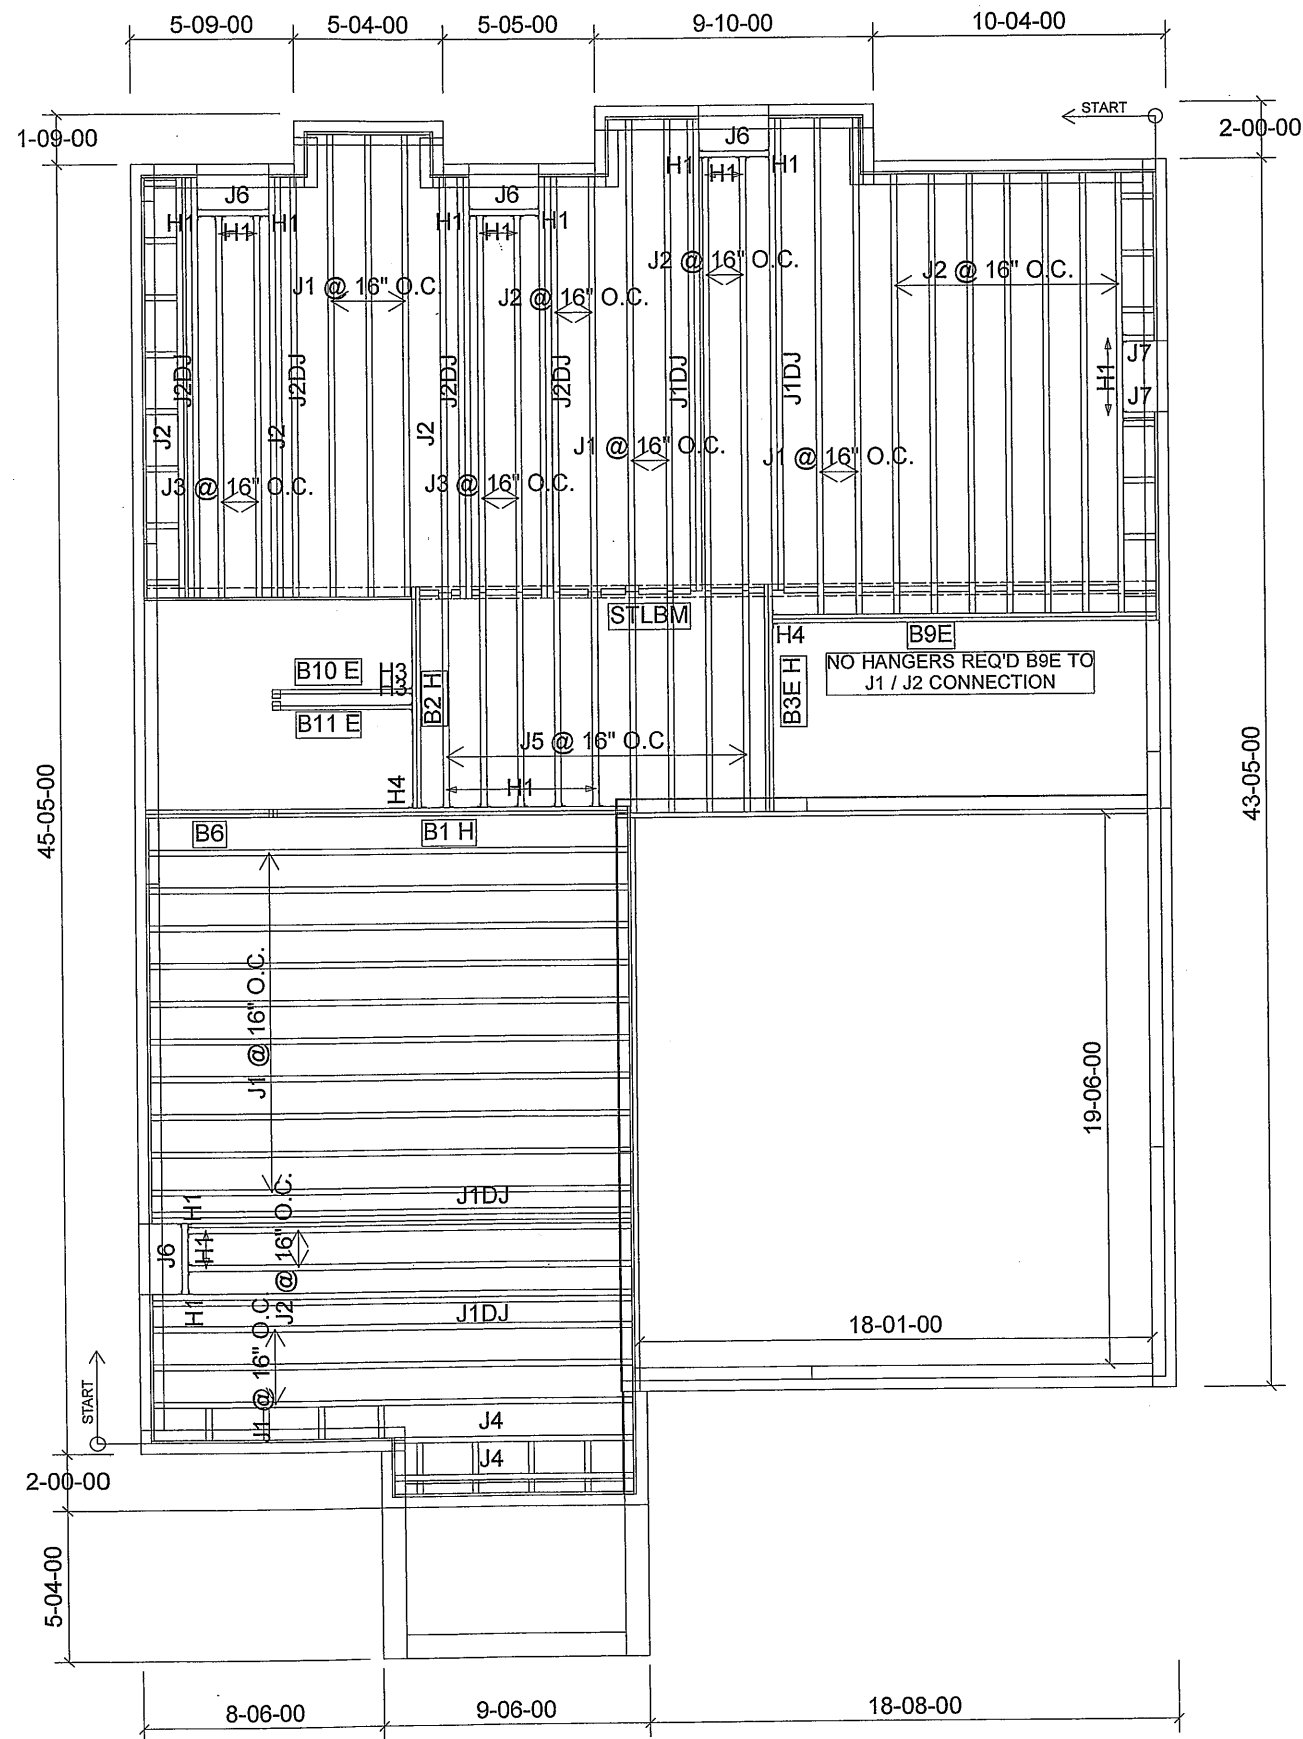 5-09-00 5-04-00 5-05-00 9-10-00 10-04-00
START
1-09-00
2-00-00
J6
H1 H1 H1
J6 J6
H1 H1 H1
H1 H1 H1
J2 @ 16" O.C.
J2 @ 16" O.C.
J1 @ 16" O.C.
J2 @ 16" O.C.
J7
H1
J7
J2DJ J2DJ J2DJ J2DJ J1DJ J1DJ
J2 J2 J2
J1 @ 16" O.C.
J1 @ 16" O.C.
J3 @ 16" O.C.
J3 @ 16" O.C.
STLBM
H4
B9E
NO HANGERS REQ'D B9E TO
J1 / J2 CONNECTION
B10 E
H3
H3
B2 H
B3E H
B11 E
J5 @ 16" O.C.
H4
H1
B6
B1 H
45-05-00
43-05-00
J1 @ 16" O.C.
19-06-00
J1DJ
H1
J6
H1
J2 @ 16" O.C.
H1
J1DJ
18-01-00
J1 @ 16" O.C.
START
J4
J4
2-00-00
5-04-00
8-06-00 9-06-00 18-08-00